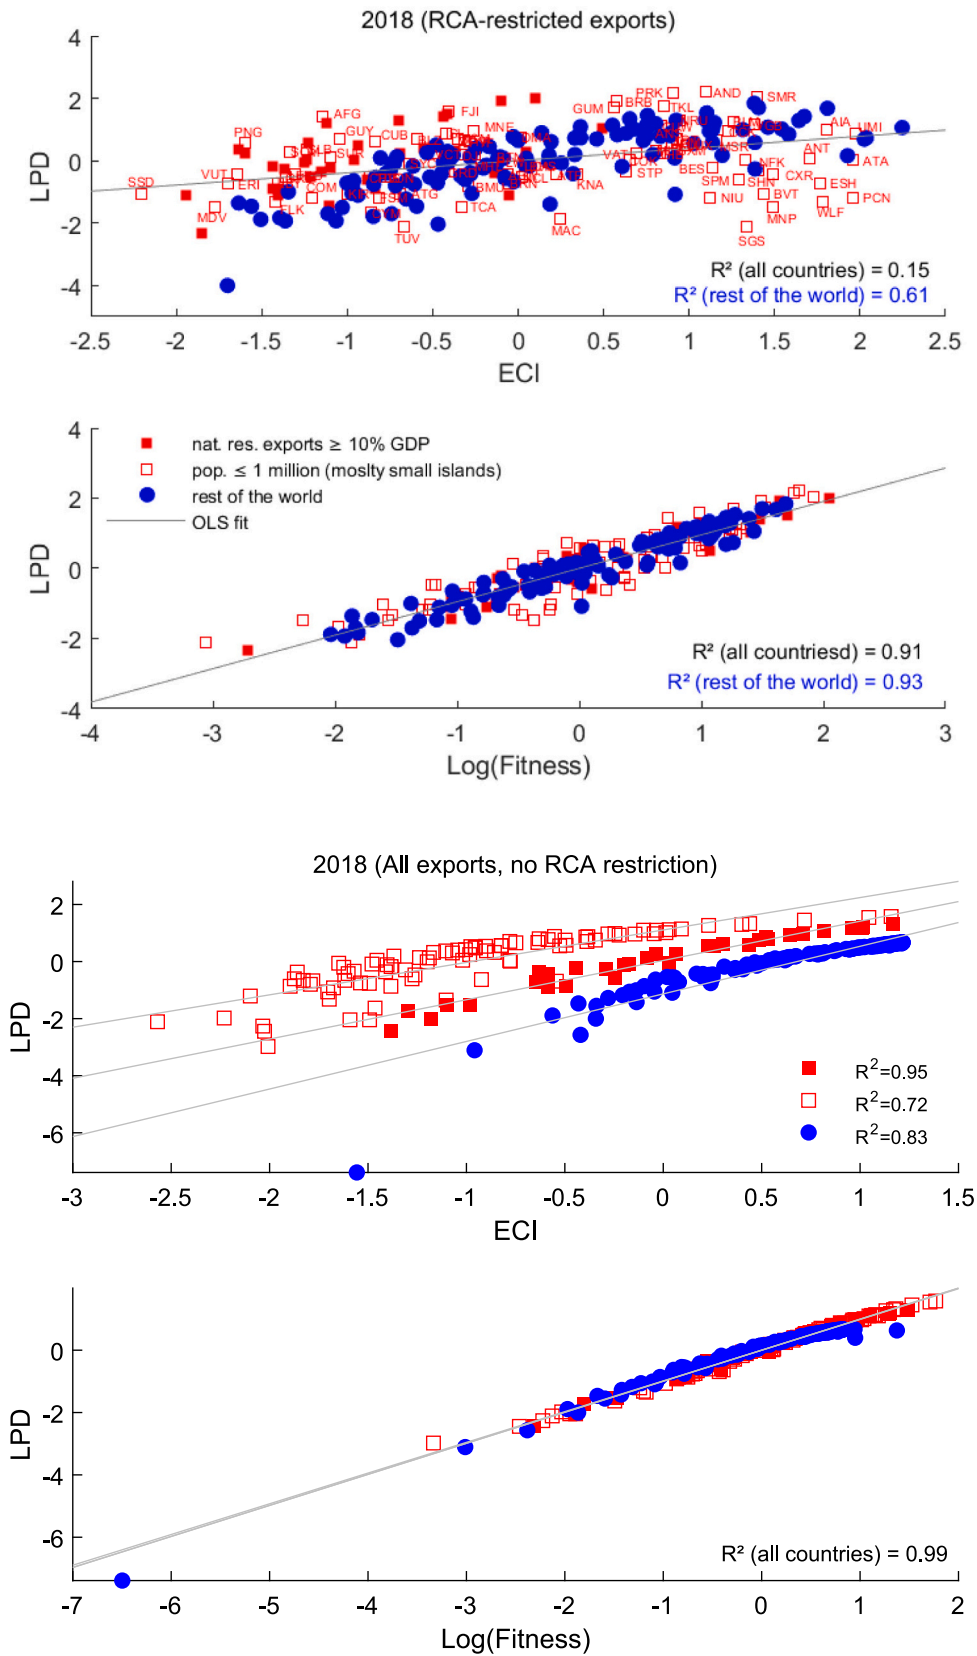 2018 (RCA-restricted exports)
4
2
0
-2
-4
LPD
PRK
AND
SMR
GUM
BRB
TKL
AFG
FJI
PNG
GUY
CUB
MNE
AIA
UMI
SUR
ANT
ATA
VUT
ERI
SSD
COM
VAT
STP
BES
MSR
NFK
CXR
ESH
PCN
KNA
BMU
SPM
SHN
NIU
BVT
MNP
WLF
MDV
FLK
TCA
TUV
MAC
SGS
R² (all countries) = 0.15
R² (rest of the world) = 0.61
-2.5 -2 -1.5 -1 -0.5 0 0.5 1 1.5 2 2.5
ECI
4
2
0
-2
-4
LPD
nat. res. exports ≥ 10% GDP
pop. ≤ 1 million (moslty small islands)
rest of the world
OLS fit
R² (all countriesd) = 0.91
R² (rest of the world) = 0.93
-4 -3 -2 -1 0 1 2 3
Log(Fitness)
2018 (All exports, no RCA restriction)
2
0
-2
-4
-6
LPD
R²=0.95
R²=0.72
R²=0.83
-3 -2.5 -2 -1.5 -1 -0.5 0 0.5 1 1.5
ECI
0
-2
-4
-6
LPD
R² (all countries) = 0.99
-7 -6 -5 -4 -3 -2 -1 0 1 2
Log(Fitness)